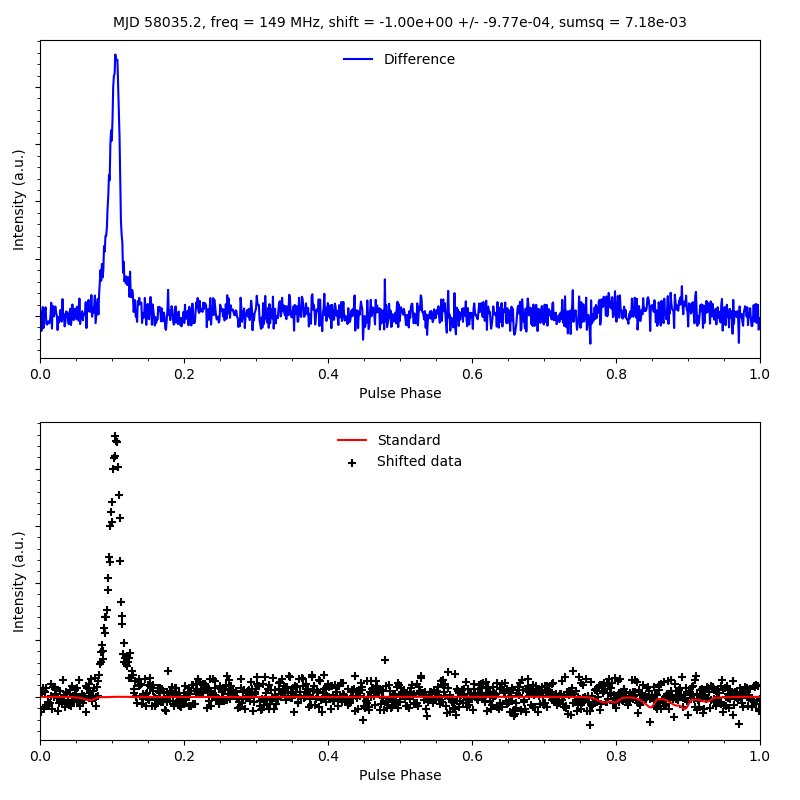 MJD 58035.2, freq = 149 MHz, shift = -1.00e+00 +/- -9.77e-04, sumsq = 7.18e-03
Difference
Intensity (a.u.)
0.0 0.2 0.4 0.6 0.8 1.0
Pulse Phase
Standard
Shifted data
Intensity (a.u.)
0.0 0.2 0.4 0.6 0.8 1.0
Pulse Phase